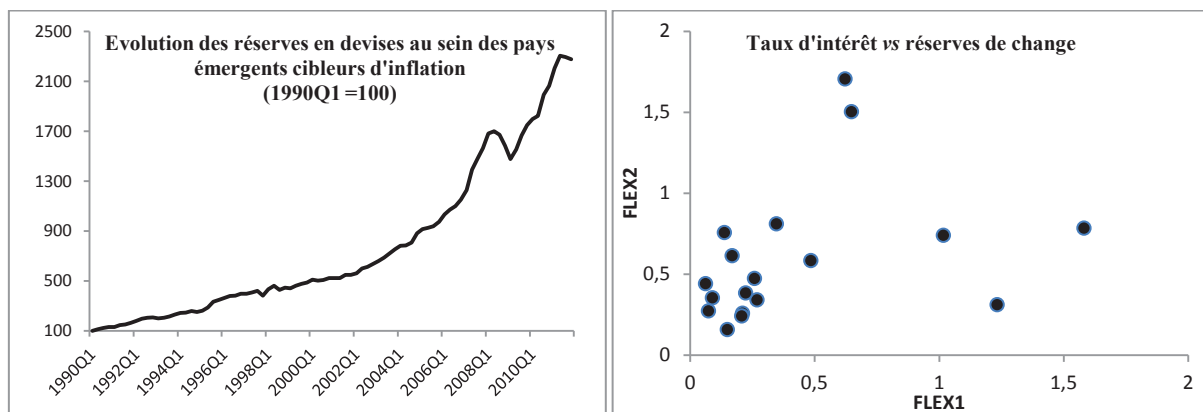 Evolution des réserves en devises au sein des pays
émergents cibleurs d'inflation
(1990Q1 =100)
2500
2100
1700
1300
900
500
100
1990Q1
1992Q1
1994Q1
1996Q1
1998Q1
2000Q1
2002Q1
2004Q1
2006Q1
2008Q1
2010Q1
Taux d'intérêt vs réserves de change
FLEX2
2
1,5
1
0,5
0
0
0,5
1
1,5
2
FLEX1